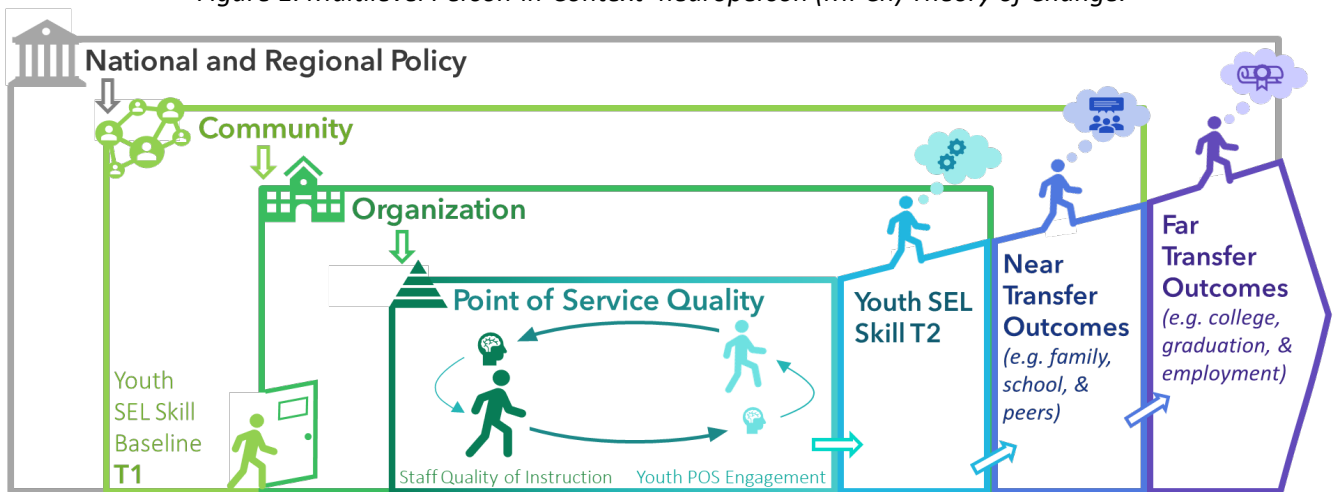 National and Regional Policy
Community
Organization
Point of Service Quality
Youth
SEL Skill
Baseline
T1
Staff Quality of Instruction
Youth POS Engagement
Youth SEL
Skill T2
Near
Transfer
Outcomes
(e.g. family,
school, &
peers)
Far
Transfer
Outcomes
(e.g. college,
graduation, &
employment)